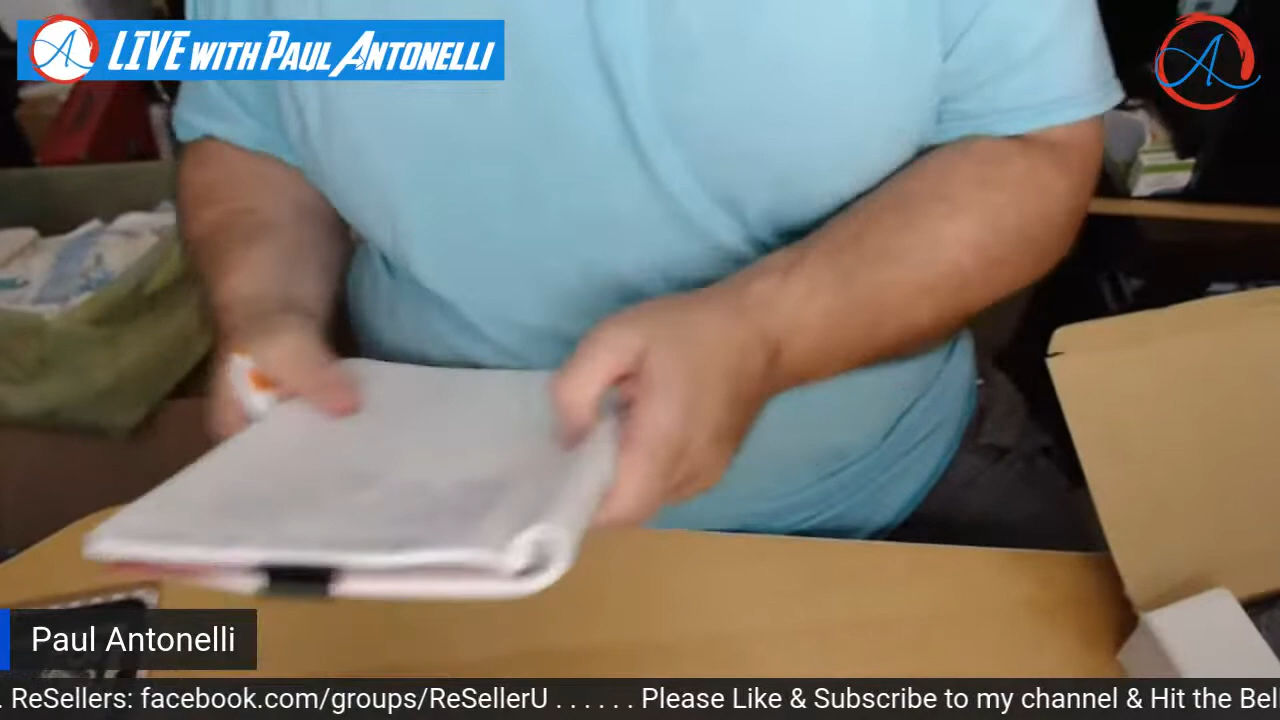 LIVE WITH PAUL ANTONELLI
Paul Antonelli
. ReSellers: facebook.com/groups/ReSellerU . . . . . . Please Like & Subscribe to my channel & Hit the Bel